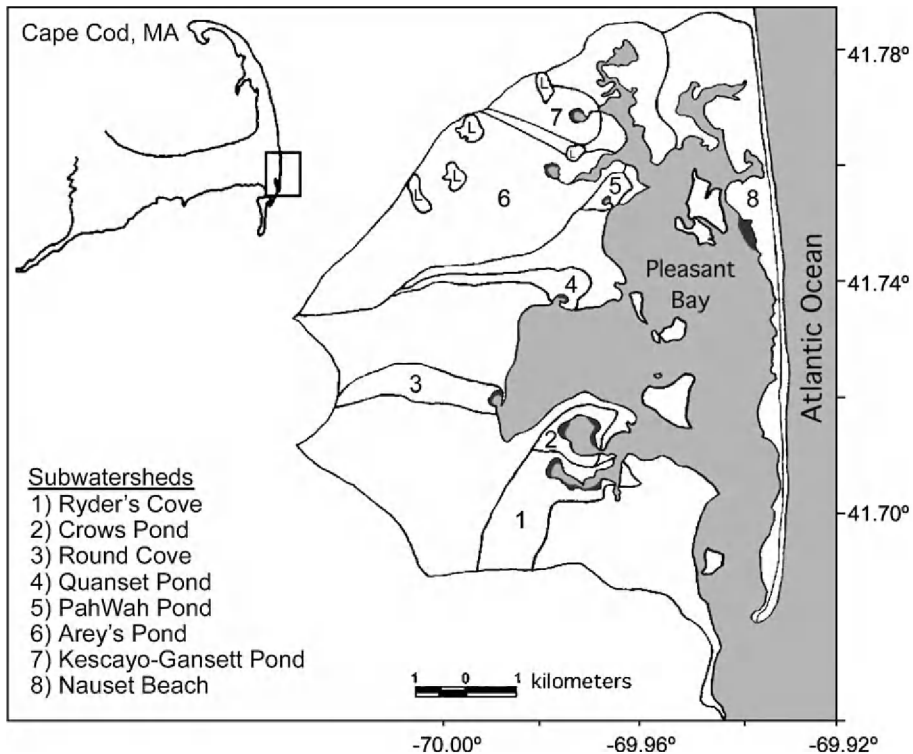 Cape Cod, MA
41.78º
L
7
L
L
L
L
5
6
8
Pleasant
Bay
4
41.74º
Atlantic Ocean
3
2
1
41.70º
Subwatersheds
1) Ryder's Cove
2) Crows Pond
3) Round Cove
4) Quanset Pond
5) PahWah Pond
6) Arey's Pond
7) Kescayo-Gansett Pond
8) Nauset Beach
1 0 1 kilometers
-70.00º -69.96º -69.92º